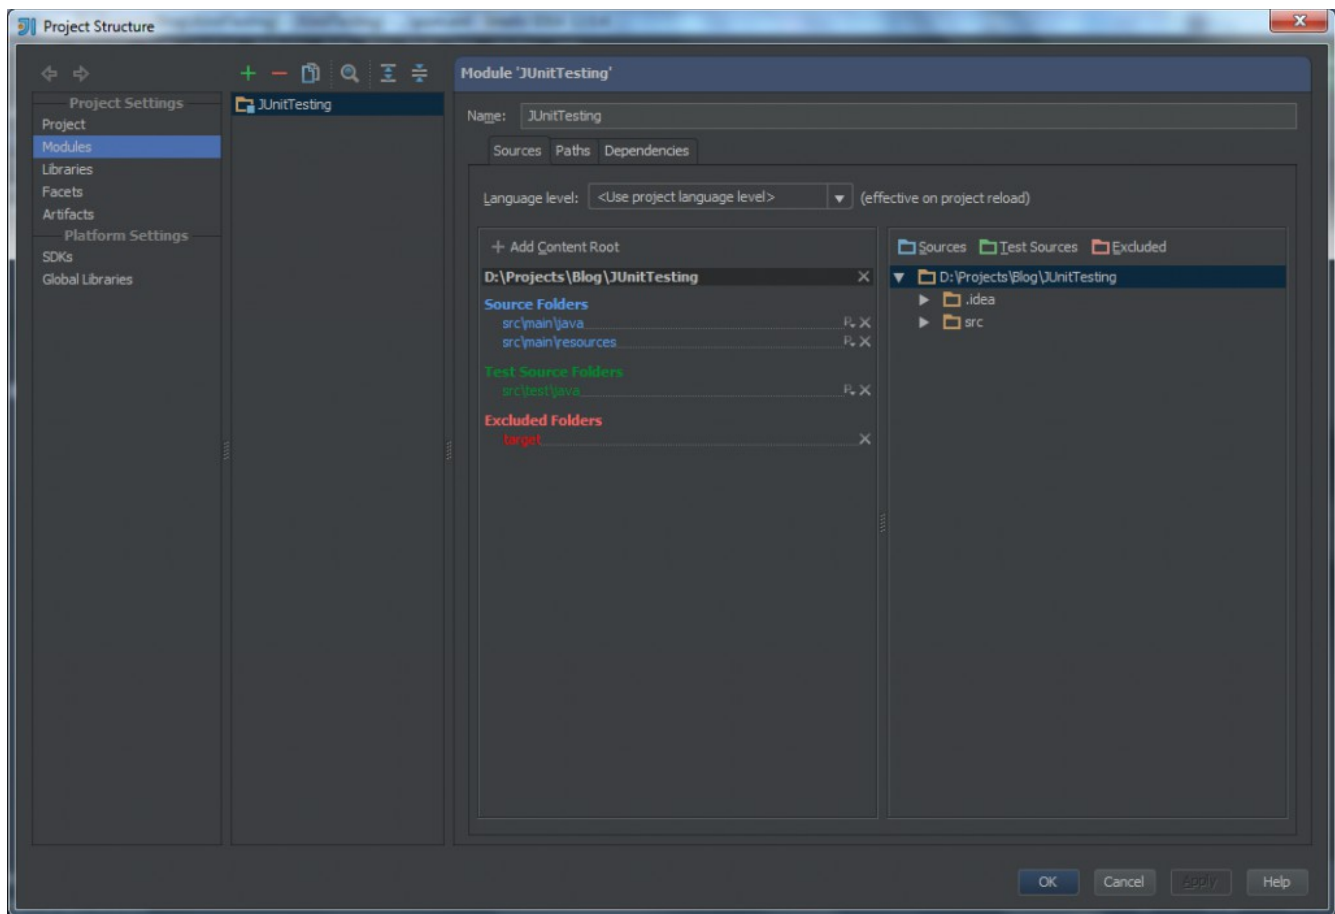 Project Structure
Project Settings
Project
Modules
Libraries
Facets
Artifacts
Platform Settings
SDKs
Global Libraries
JUnitTesting
Module 'JUnitTesting'
Name: JUnitTesting
Sources Paths Dependencies
Language level: <Use project language level> (effective on project reload)
+ Add Content Root
D:\Projects\Blog\JUnitTesting
Source Folders
src\main\java
src\main\resources
Test Source Folders
src\test\java
Excluded Folders
target
Sources Test Sources Excluded
D:\Projects\Blog\JUnitTesting
.idea
src
OK Cancel Apply Help